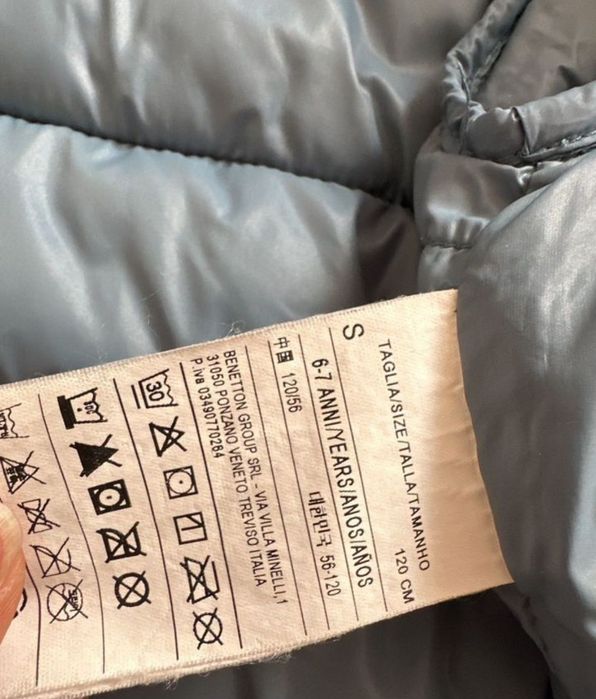 TAGLIA/SIZE/TALLA/TAMANHO
120 CM
S
6-7 ANNI/YEARS/ANOS/AÑOS
中国 120/56
대한민국 56-120
BENETTON GROUP SRL - VIA VILLA MINELLI,1
31050 PONZANO VENETO TREVISO ITALIA
P.iva 03490770264
30